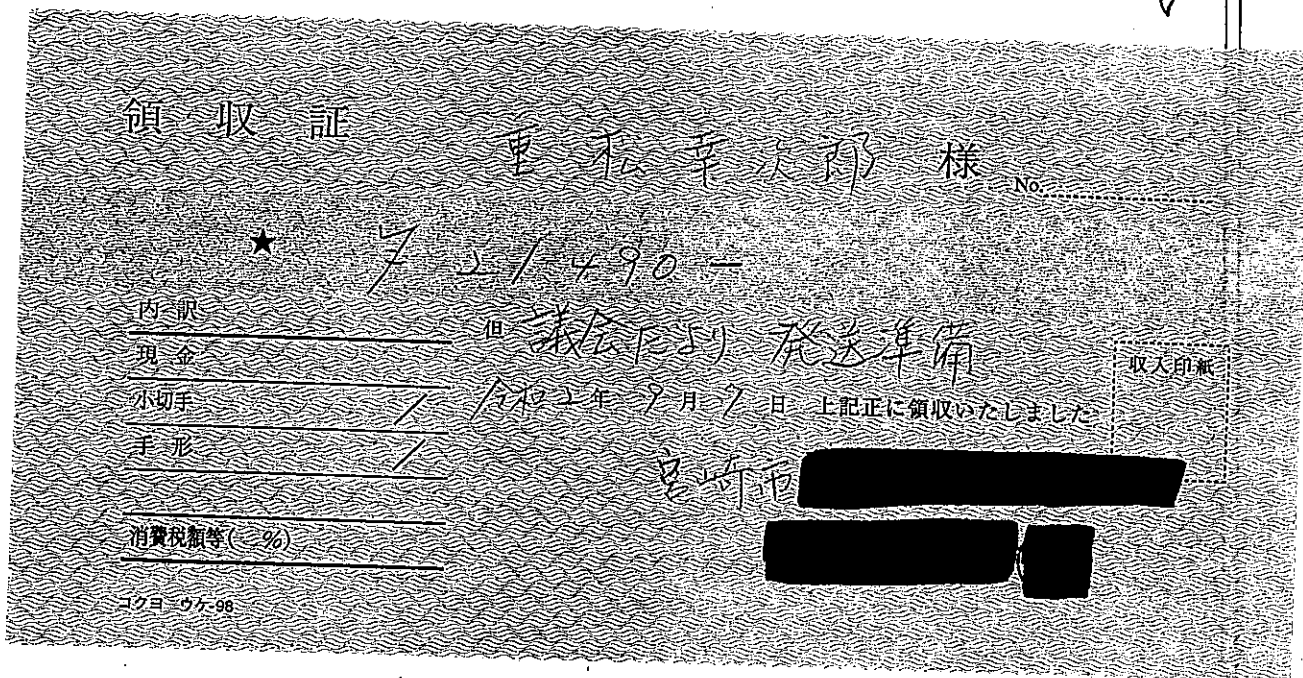 領収証
重松幸次郎 様 No.
★ ¥21,490-
内訳
但 議会だより 発送準備
現金
収入印紙
小切手 /
令和2年9月9日 上記正に領収いたしました
手形 /
宮崎市
消費税額等( %)
コクヨ ウケ-98